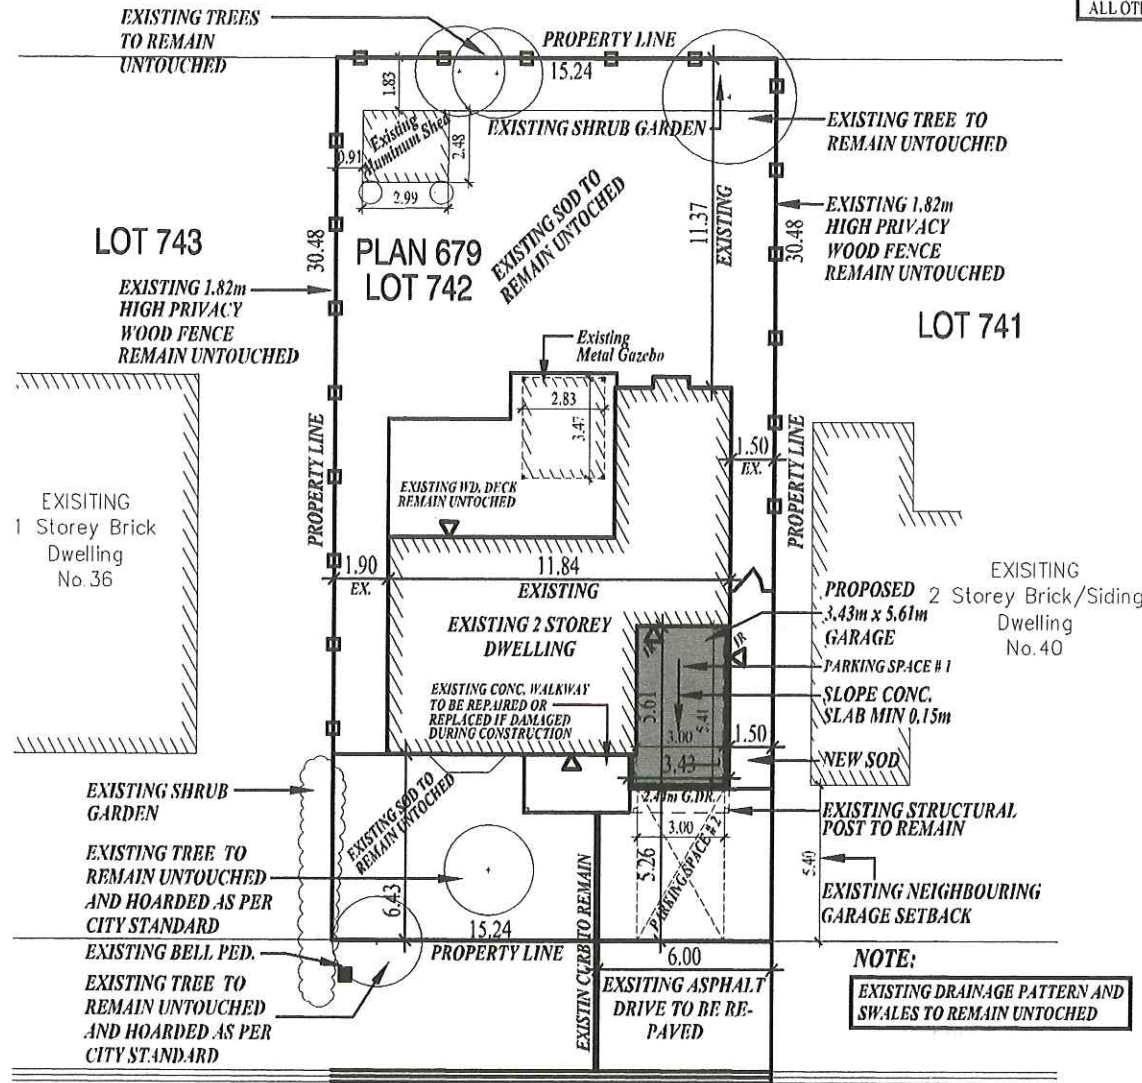 ALL OT
EXISTING TREES
TO REMAIN
UNTOUCHED
PROPERTY LINE
15.24
1.83
Existing
Aluminum Shed
2.48
0.91
2.99
EXISTING SHRUB GARDEN
EXISTING TREE TO
REMAIN UNTOUCHED
EXISTING SOD TO
REMAIN UNTOCHED
11.37
EXISTING
EXISTING 1.82m
HIGH PRIVACY
WOOD FENCE
REMAIN UNTOUCHED
30.48
LOT 743
30.48
PLAN 679
LOT 742
EXISTING 1.82m
HIGH PRIVACY
WOOD FENCE
REMAIN UNTOUCHED
LOT 741
Existing
Metal Gazebo
2.83
3.47
PROPERTY LINE
1.50
EX.
PROPERTY LINE
EXISITING
1 Storey Brick
Dwelling
No.36
EXISTING WD. DECK
REMAIN UNTOCHED
1.90
EX.
11.84
EXISTING
EXISTING 2 STOREY
DWELLING
EXISITING
2 Storey Brick/Siding
Dwelling
No.40
PROPOSED
3.43m x 5.61m
GARAGE
1R
1R
PARKING SPACE # 1
SLOPE CONC.
SLAB MIN 0.15m
EXISTING CONC. WALKWAY
TO BE REPAIRED OR
REPLACED IF DAMAGED
DURING CONSTRUCTION
5.61
5.41
3.00
3.43
1.50
NEW SOD
2.44m G.DR.
EXISTING SHRUB
GARDEN
EXISTING SOD TO
REMAIN UNTOCHED
EXISTING STRUCTURAL
POST TO REMAIN
3.00
5.26
PARKING SPACE # 2
5.40
EXISTING TREE TO
REMAIN UNTOUCHED
AND HOARDED AS PER
CITY STANDARD
6.43
EXISTING NEIGHBOURING
GARAGE SETBACK
15.24
PROPERTY LINE
EXISTIN CURB TO REMAIN
6.00
EXISTING BELL PED.
EXISTING TREE TO
REMAIN UNTOUCHED
AND HOARDED AS PER
CITY STANDARD
EXSITING ASPHALT
DRIVE TO BE RE-
PAVED
NOTE:
EXISTING DRAINAGE PATTERN AND
SWALES TO REMAIN UNTOCHED